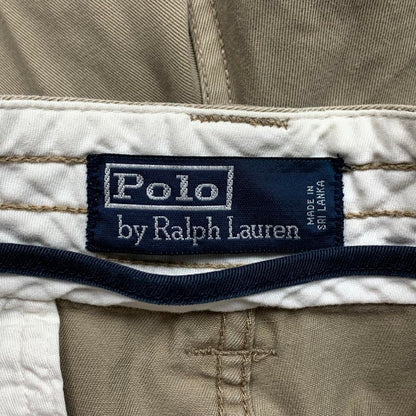 Polo
by Ralph Lauren
MADE IN
SRI LANKA